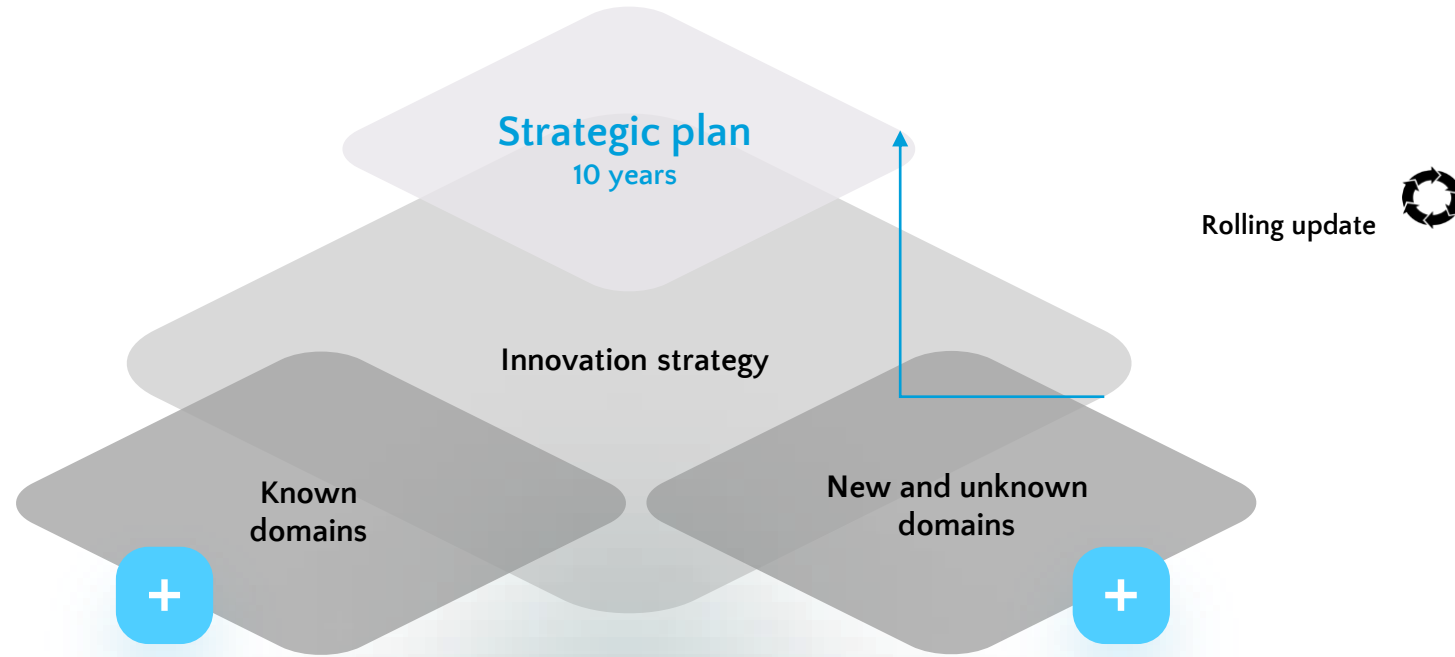 Strategic plan
10 years
Rolling update
Innovation strategy
Known
domains
New and unknown
domains
+
+